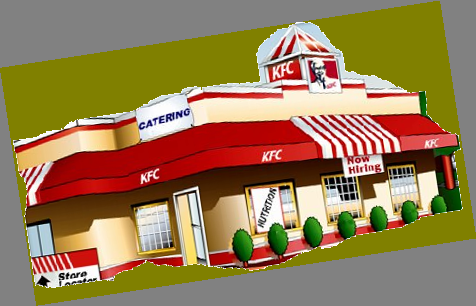 KFC
KFC
CATERING
KFC
KFC
Now
Hiring
NUTRITION
Store
Locator